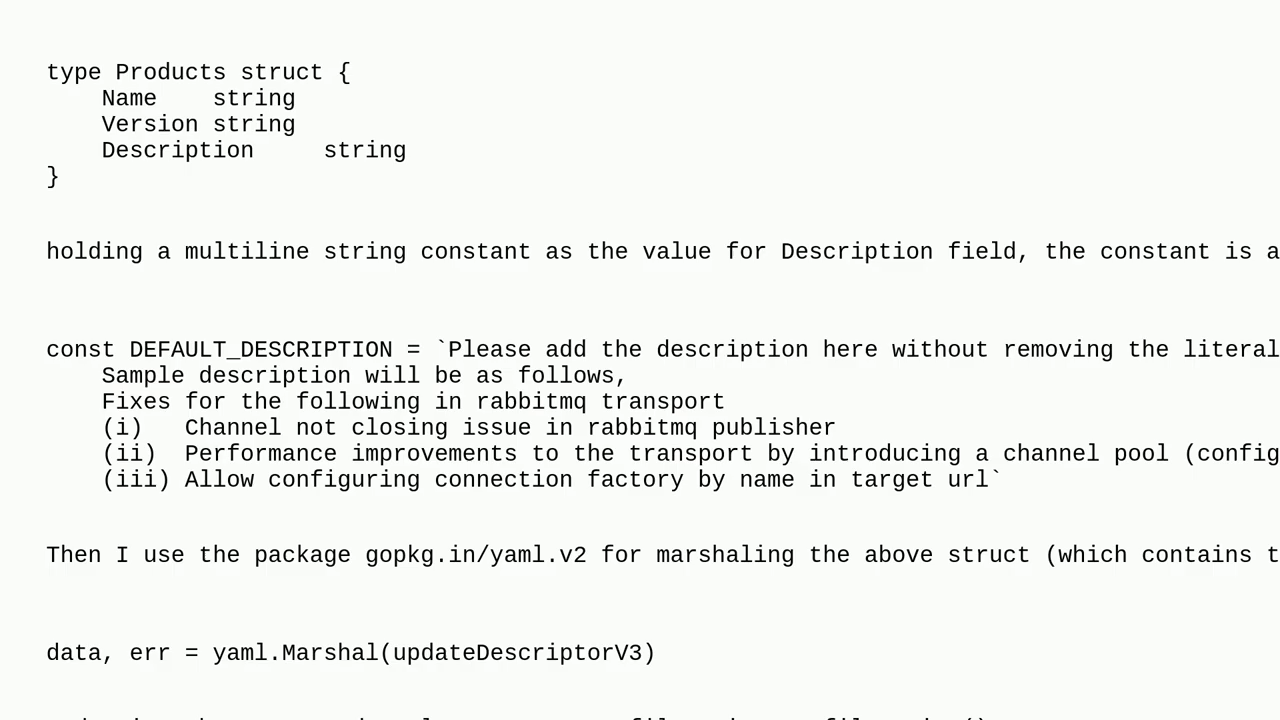 type Products struct {
    Name    string
    Version string
    Description     string
}
holding a multiline string constant as the value for Description field, the constant is a
const DEFAULT_DESCRIPTION = `Please add the description here without removing the literal
    Sample description will be as follows,
    Fixes for the following in rabbitmq transport
    (i)   Channel not closing issue in rabbitmq publisher
    (ii)  Performance improvements to the transport by introducing a channel pool (config
    (iii) Allow configuring connection factory by name in target url`
Then I use the package gopkg.in/yaml.v2 for marshaling the above struct (which contains t
data, err = yaml.Marshal(updateDescriptorV3)